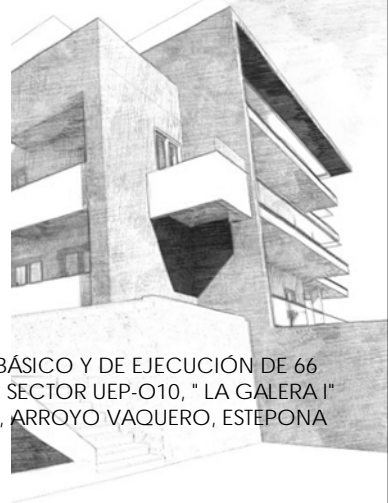 BÁSICO Y DE EJECUCIÓN DE 66
SECTOR UEP-O10, " LA GALERA I"
, ARROYO VAQUERO, ESTEPONA